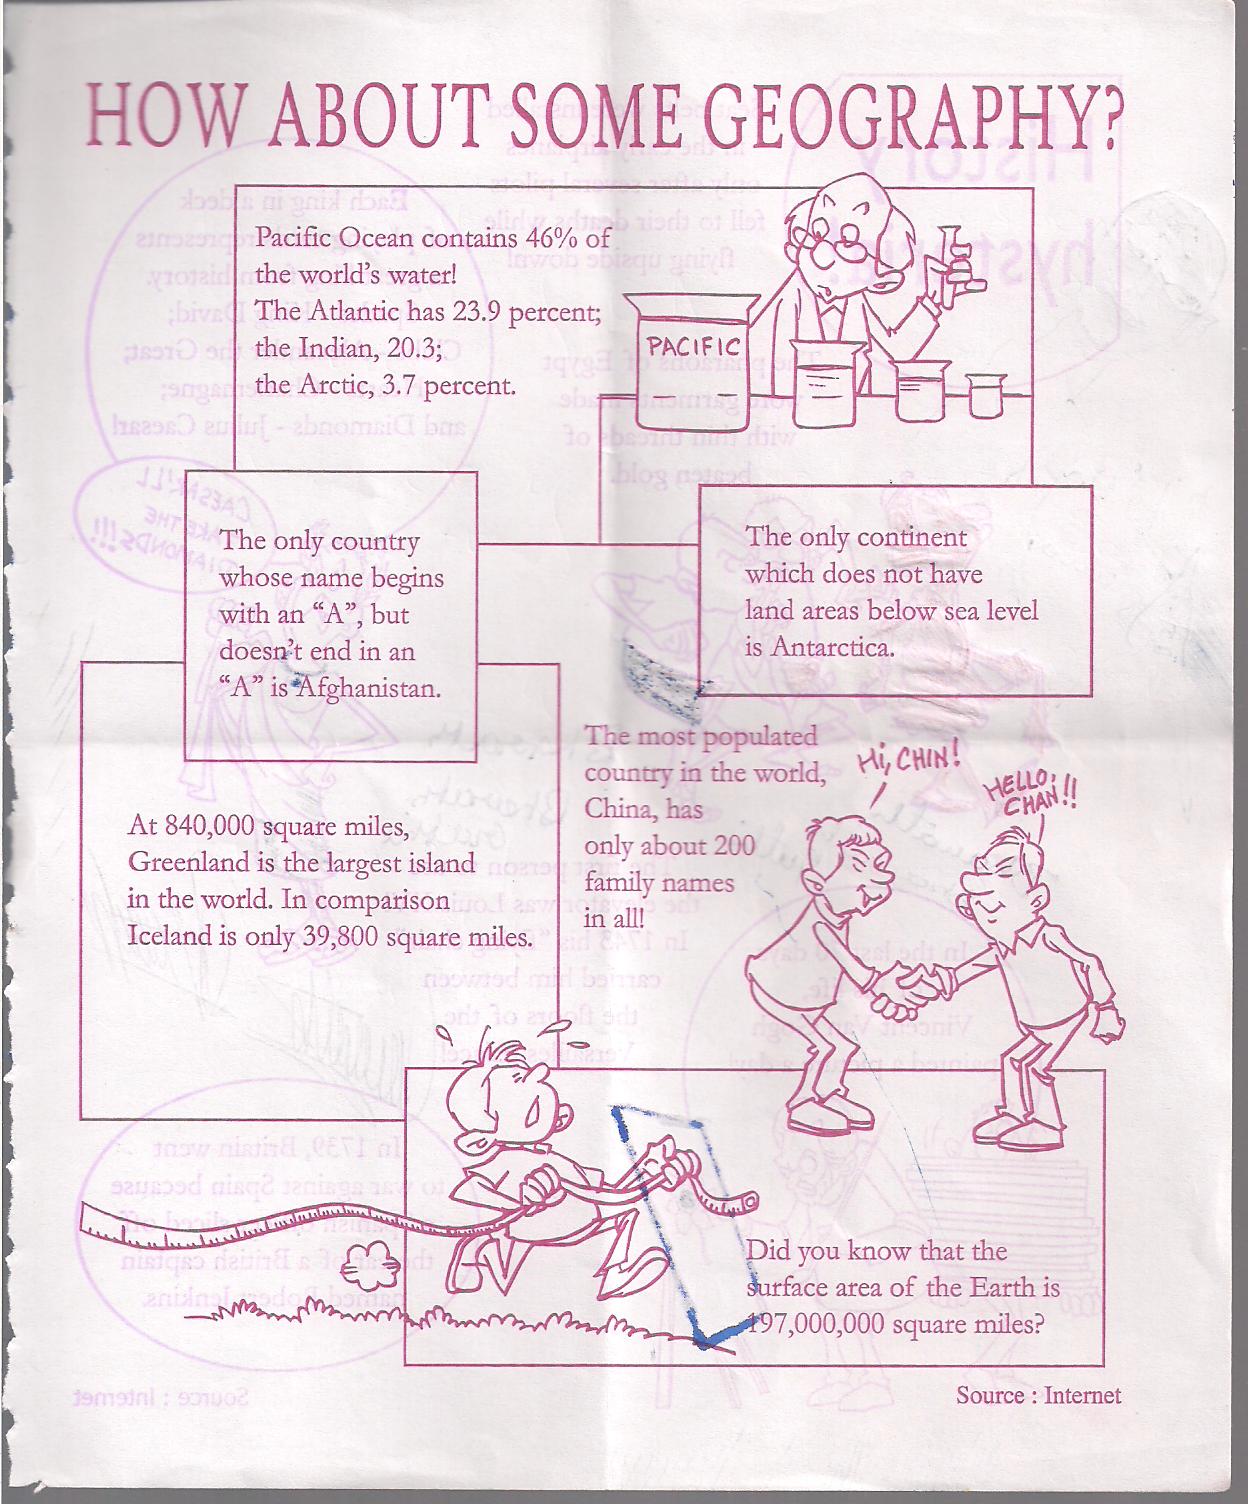 HOW ABOUT SOME GEOGRAPHY?
Pacific Ocean contains 46% of
the world's water!
The Atlantic has 23.9 percent;
the Indian, 20.3;
the Arctic, 3.7 percent.
PACIFIC
The only country
whose name begins
with an “A”, but
doesn't end in an
“A” is Afghanistan.
The only continent
which does not have
land areas below sea level
is Antarctica.
The most populated
country in the world,
China, has
only about 200
family names
in all!
Hi, CHIN!
HELLO,
CHAN!!
At 840,000 square miles,
Greenland is the largest island
in the world. In comparison
Iceland is only 39,800 square miles.
Did you know that the
surface area of the Earth is
197,000,000 square miles?
Source : Internet